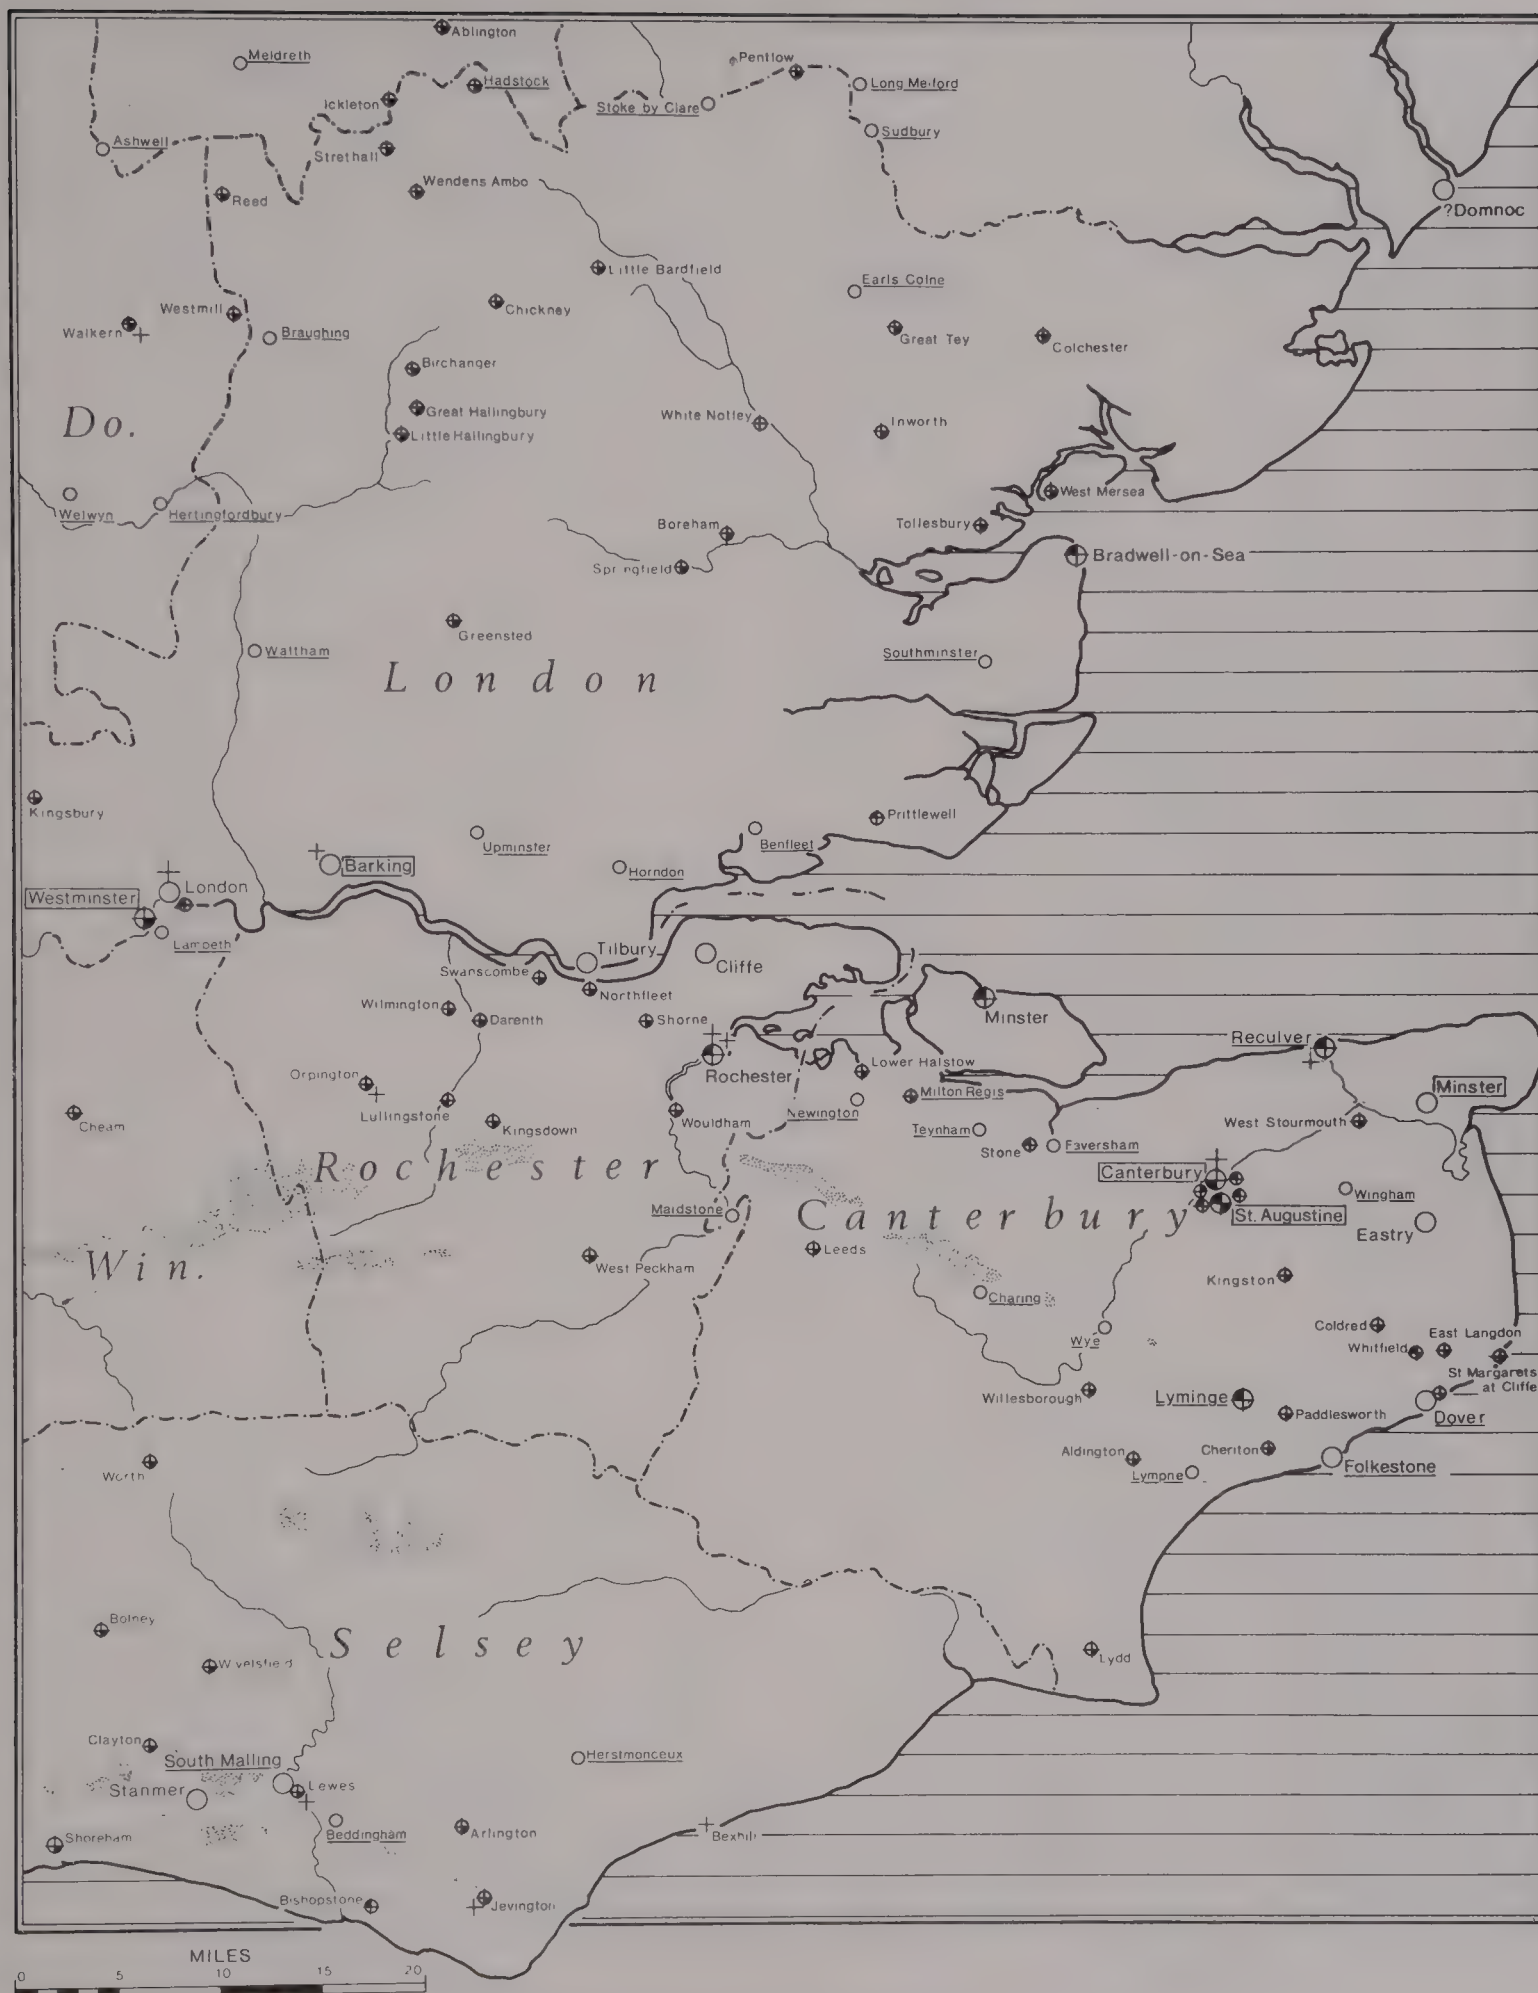 Ablington
Meldreth
Pentlow
Hadstock
Long Melford
Ickleton
Stoke by Clare
Sudbury
Ashwell
Strethall
Wendens Ambo
Reed
?Domnoc
Little Bardfield
Earls Colne
Chickney
Westmill
Walkern
Braughing
Great Tey
Colchester
Birchanger
Do.
Great Hallingbury
White Notley
Inworth
Little Hallingbury
West Mersea
Welwyn
Hertingfordbury
Boreham
Tollesbury
Bradwell-on-Sea
Springfield
Greensted
Waltham
Southminster
London
Kingsbury
Prittlewell
Upminster
Benfleet
Barking
Horndon
London
Westminster
Lambeth
Tilbury
Cliffe
Swanscombe
Northfleet
Wilmington
Darenth
Shorne
Minster
Reculver
Lower Halstow
Orpington
Rochester
Milton Regis
Minster
Lullingstone
Newington
Cheam
Kingsdown
Wouldham
Teynham
West Stourmouth
Stone
Faversham
Rochester
Canterbury
Wingham
Maidstone
Canterbury
St. Augustine
Eastry
Leeds
Win.
West Peckham
Kingston
Charing
Coldred
East Langdon
Wye
Whitfield
St Margarets
at Cliffe
Willesborough
Lyminge
Paddlesworth
Dover
Aldington
Cheriton
Lympne
Folkestone
Worth
Bolney
Selsey
Wivelsfield
Lydd
Clayton
South Malling
Herstmonceux
Stanmer
Lewes
Shoreham
Beddingham
Arlington
Bexhill
Bishopstone
Jevington
MILES
0 5 10 15 20